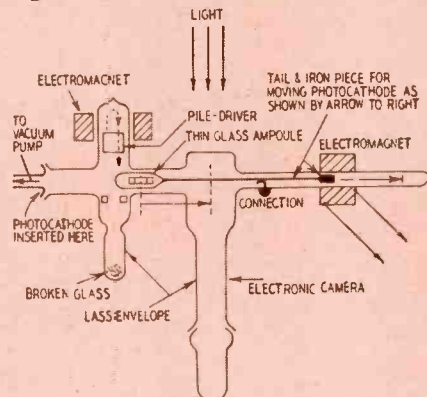 LIGHT
ELECTROMAGNET
TAIL & IRON PIECE FOR
MOVING PHOTOCATHODE AS
SHOWN BY ARROW TO RIGHT
TO
VACUUM
PUMP
PILE-DRIVER
THIN GLASS AMPOULE
ELECTROMAGNET
PHOTOCATHODE
INSERTED HERE
CONNECTION
BROKEN GLASS
LASS ENVELOPE
ELECTRONIC CAMERA